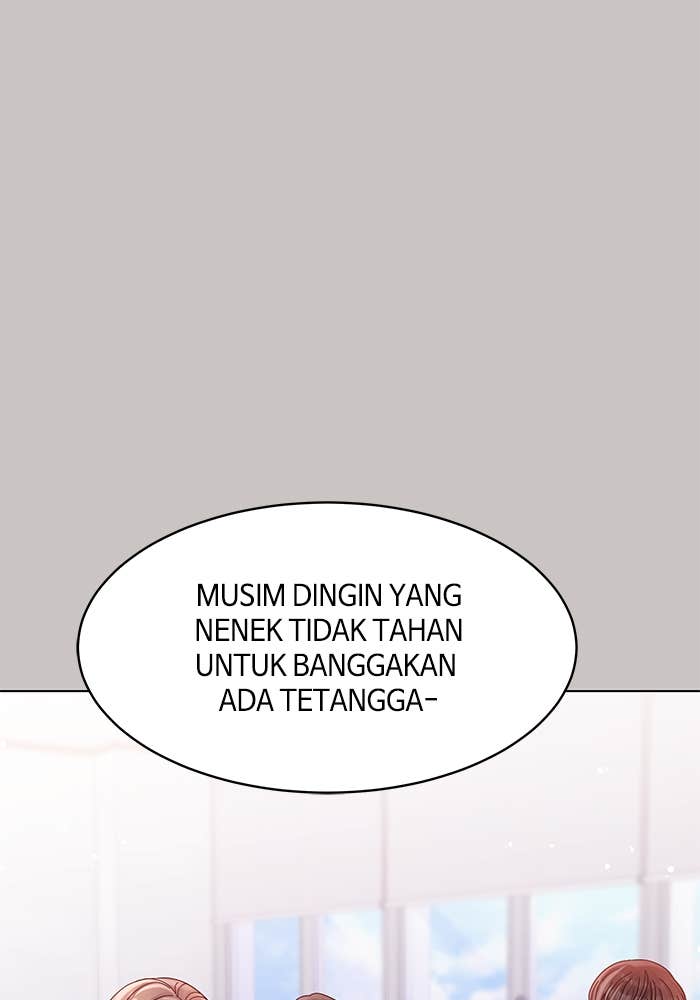 MUSIM DINGIN YANG
NENEK TIDAK TAHAN
UNTUK BANGGAKAN
ADA TETANGGA-